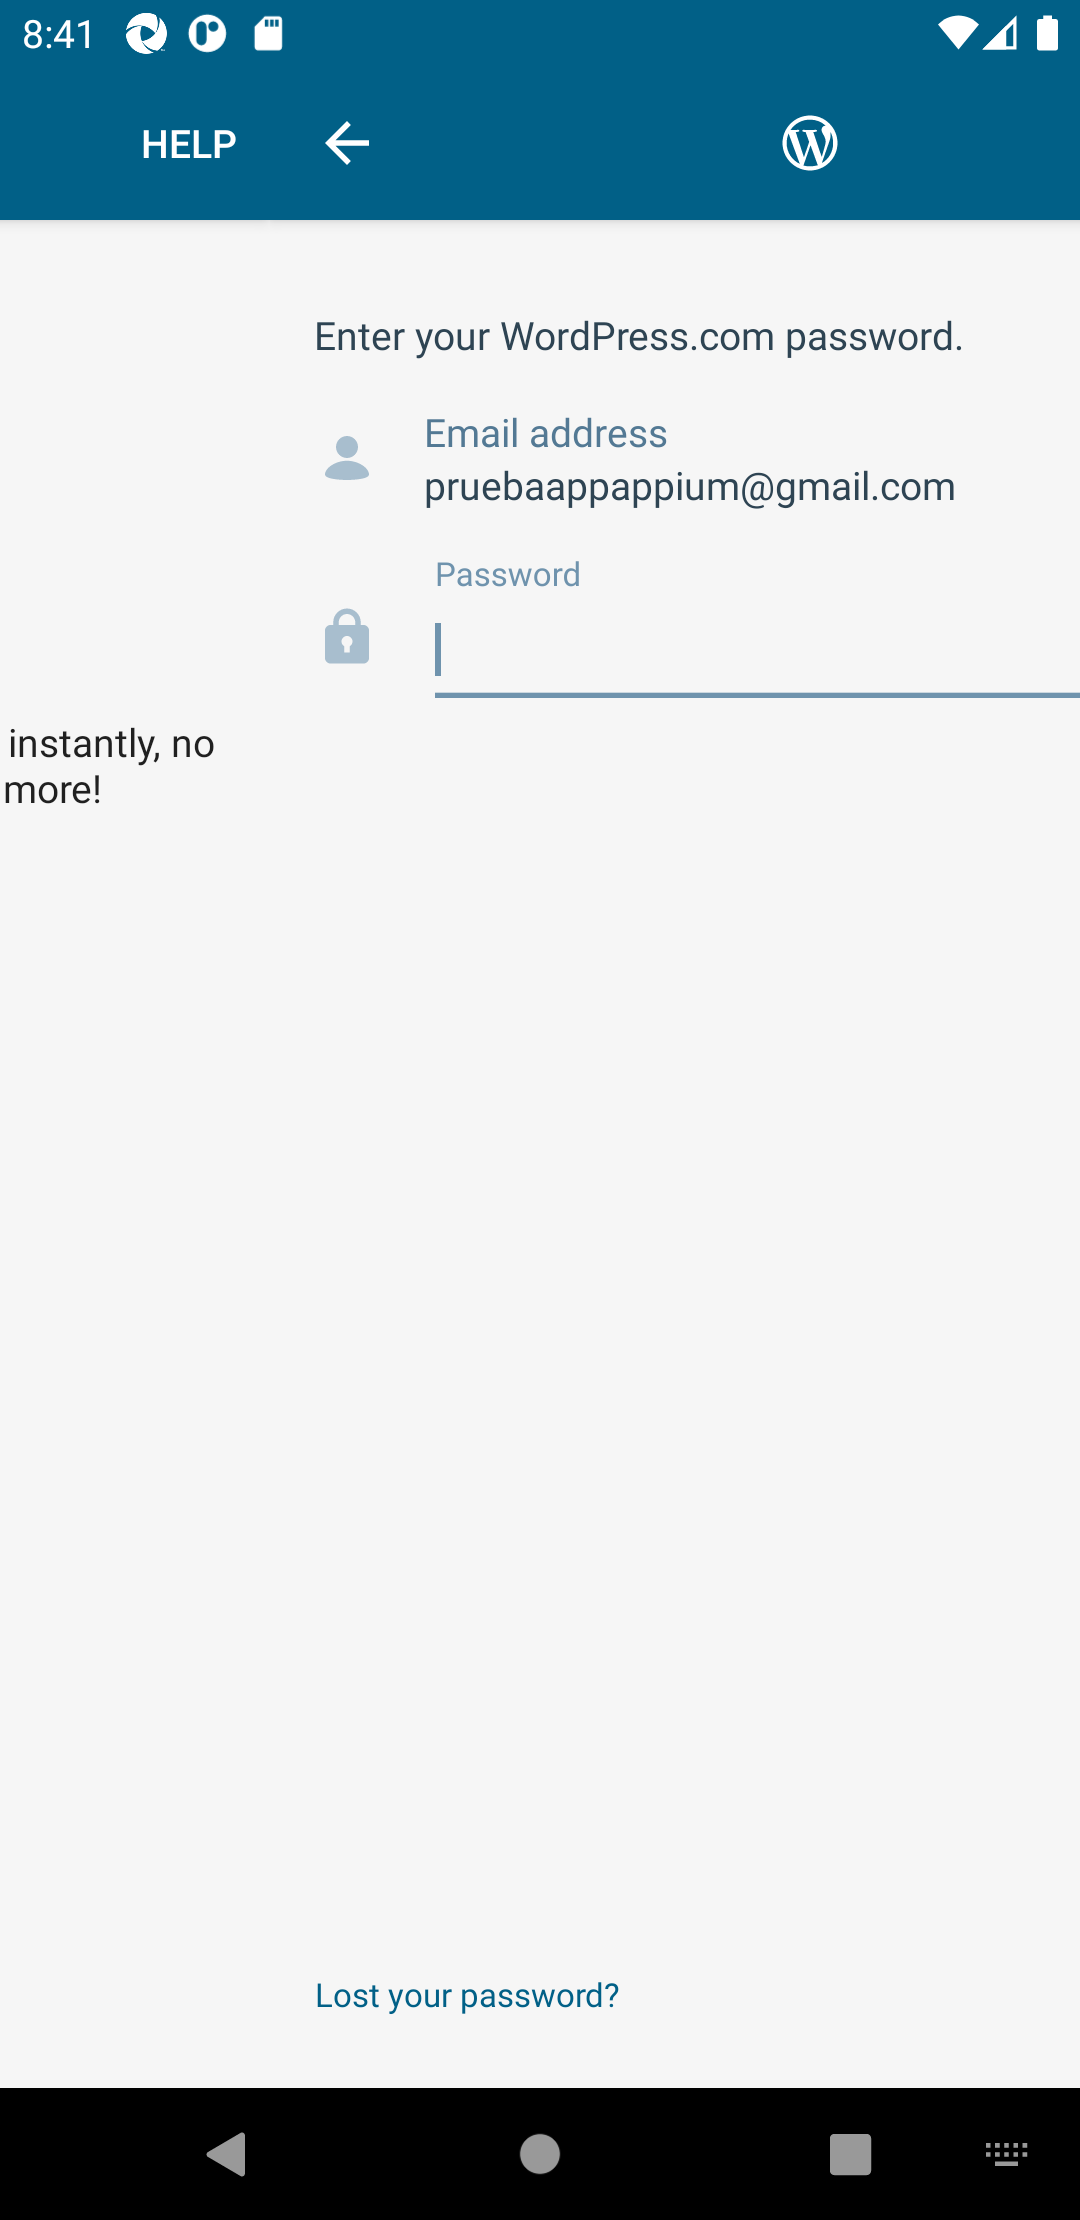 8:41
HELP
Enter your WordPress.com password.
Email address
pruebaappappium@gmail.com
Password
instantly, no
more!
Lost your password?